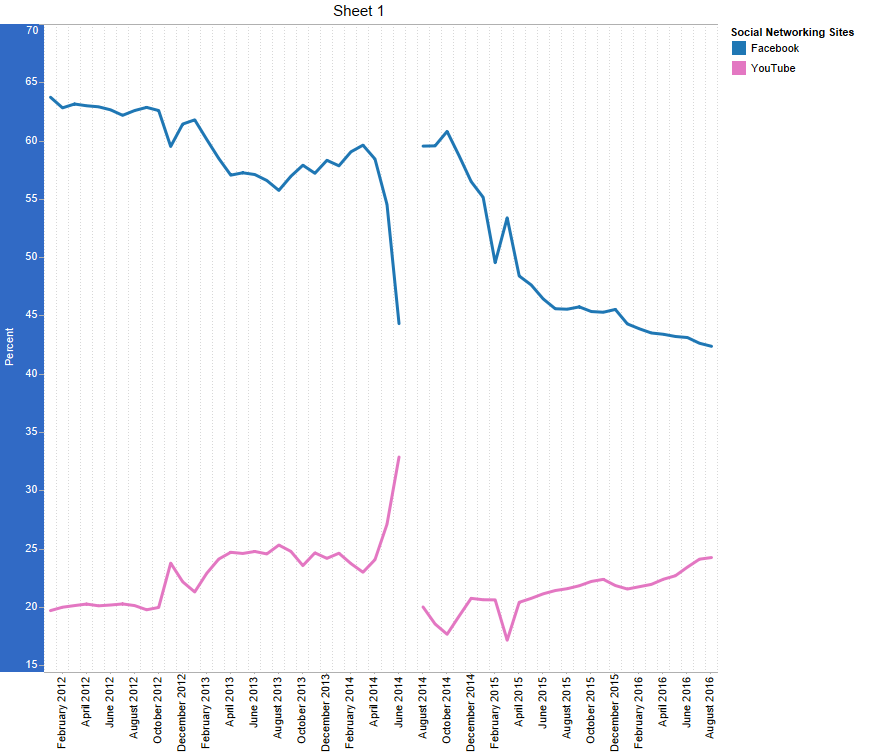 Sheet 1
Social Networking Sites
Facebook
YouTube
Percent
70
65
60
55
50
45
40
35
30
25
20
15
February 2012
April 2012
June 2012
August 2012
October 2012
December 2012
February 2013
April 2013
June 2013
August 2013
October 2013
December 2013
February 2014
April 2014
June 2014
August 2014
October 2014
December 2014
February 2015
April 2015
June 2015
August 2015
October 2015
December 2015
February 2016
April 2016
June 2016
August 2016